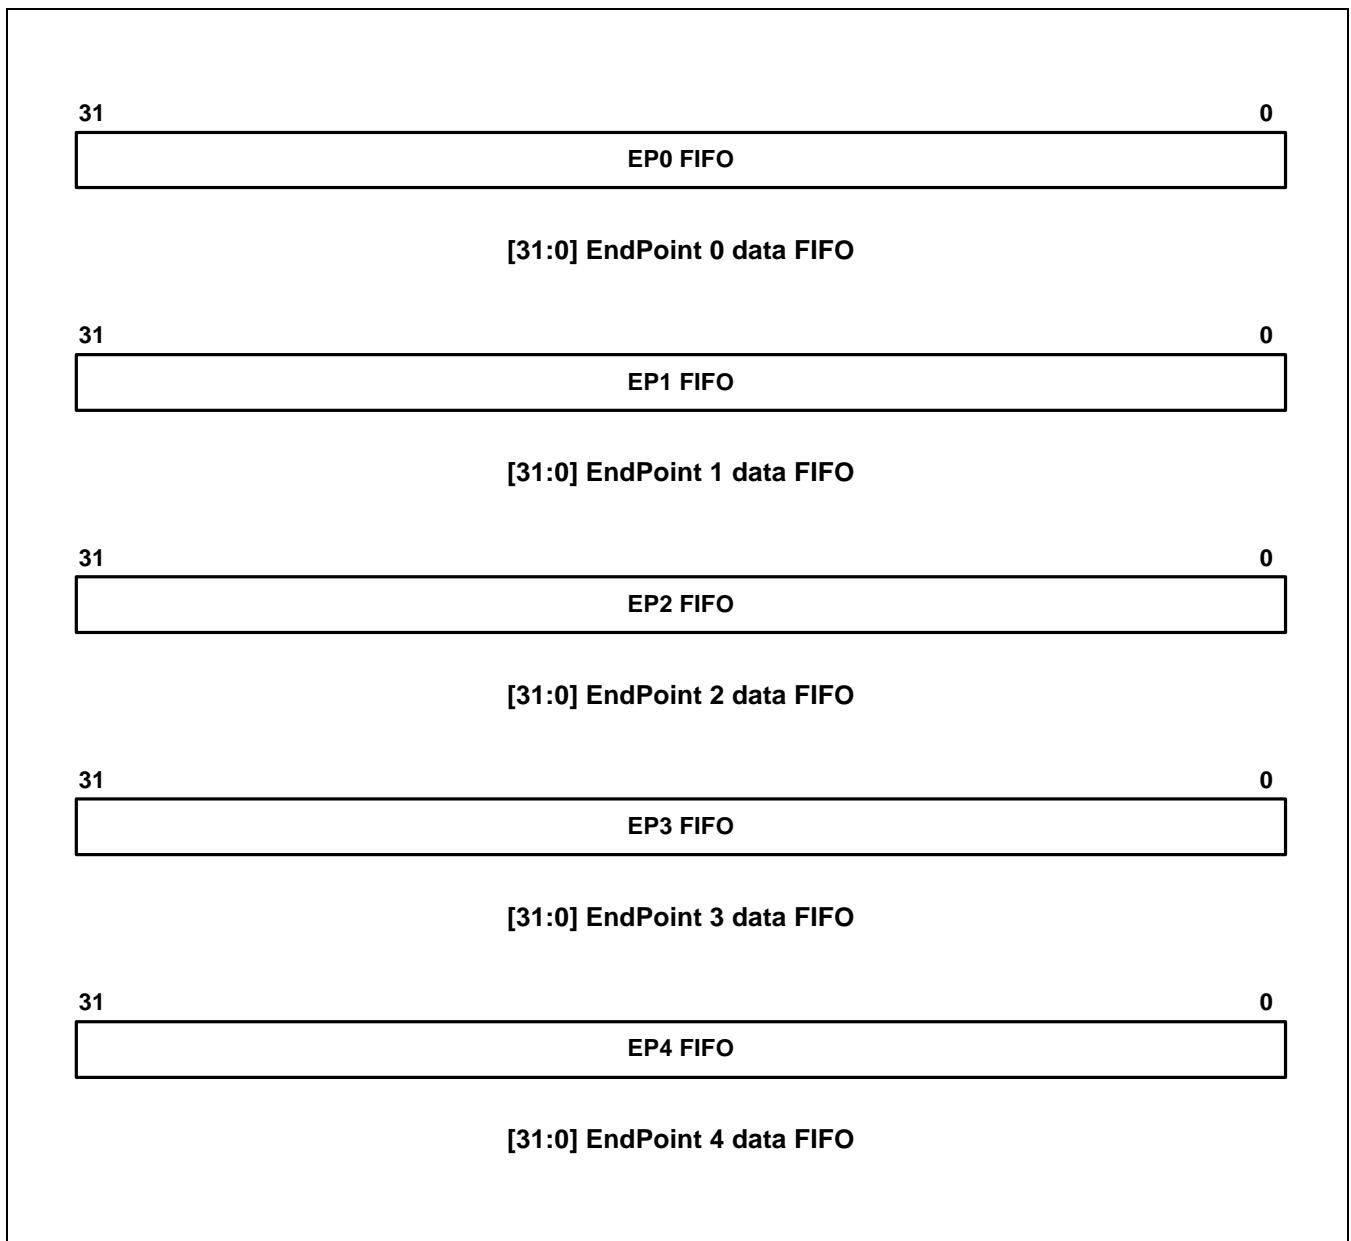 31 0
EP0 FIFO
[31:0] EndPoint 0 data FIFO
31 0
EP1 FIFO
[31:0] EndPoint 1 data FIFO
31 0
EP2 FIFO
[31:0] EndPoint 2 data FIFO
31 0
EP3 FIFO
[31:0] EndPoint 3 data FIFO
31 0
EP4 FIFO
[31:0] EndPoint 4 data FIFO